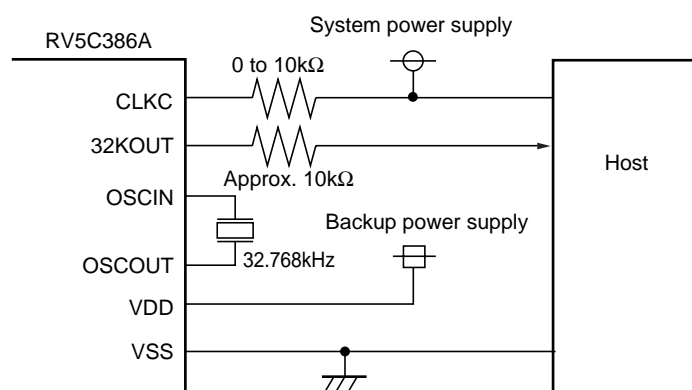 System power supply
RV5C386A
0 to 10kΩ
CLKC
32KOUT
Approx. 10kΩ
Host
OSCIN
Backup power supply
OSCOUT
32.768kHz
VDD
VSS